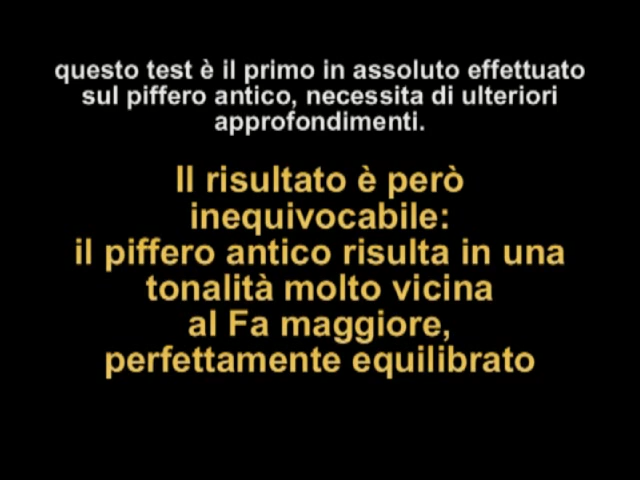 questo test è il primo in assoluto effettuato
sul piffero antico, necessita di ulteriori
approfondimenti.
Il risultato è però
inequivocabile:
il piffero antico risulta in una
tonalità molto vicina
al Fa maggiore,
perfettamente equilibrato